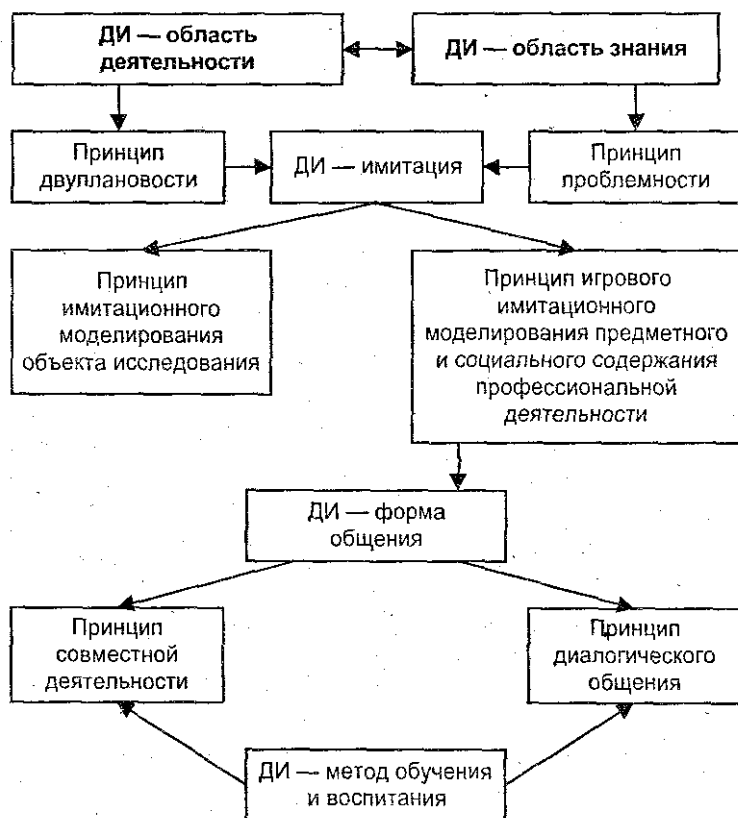 ДИ — область
деятельности
ДИ — область знания
Принцип
двуплановости
ДИ — имитация
Принцип
проблемности
Принцип
имитационного
моделирования
объекта исследования
Принцип игрового
имитационного
моделирования предметного
и социального содержания
профессиональной
деятельности
ДИ — форма
общения
Принцип
совместной
деятельности
Принцип
диалогического
общения
ДИ — метод обучения
и воспитания